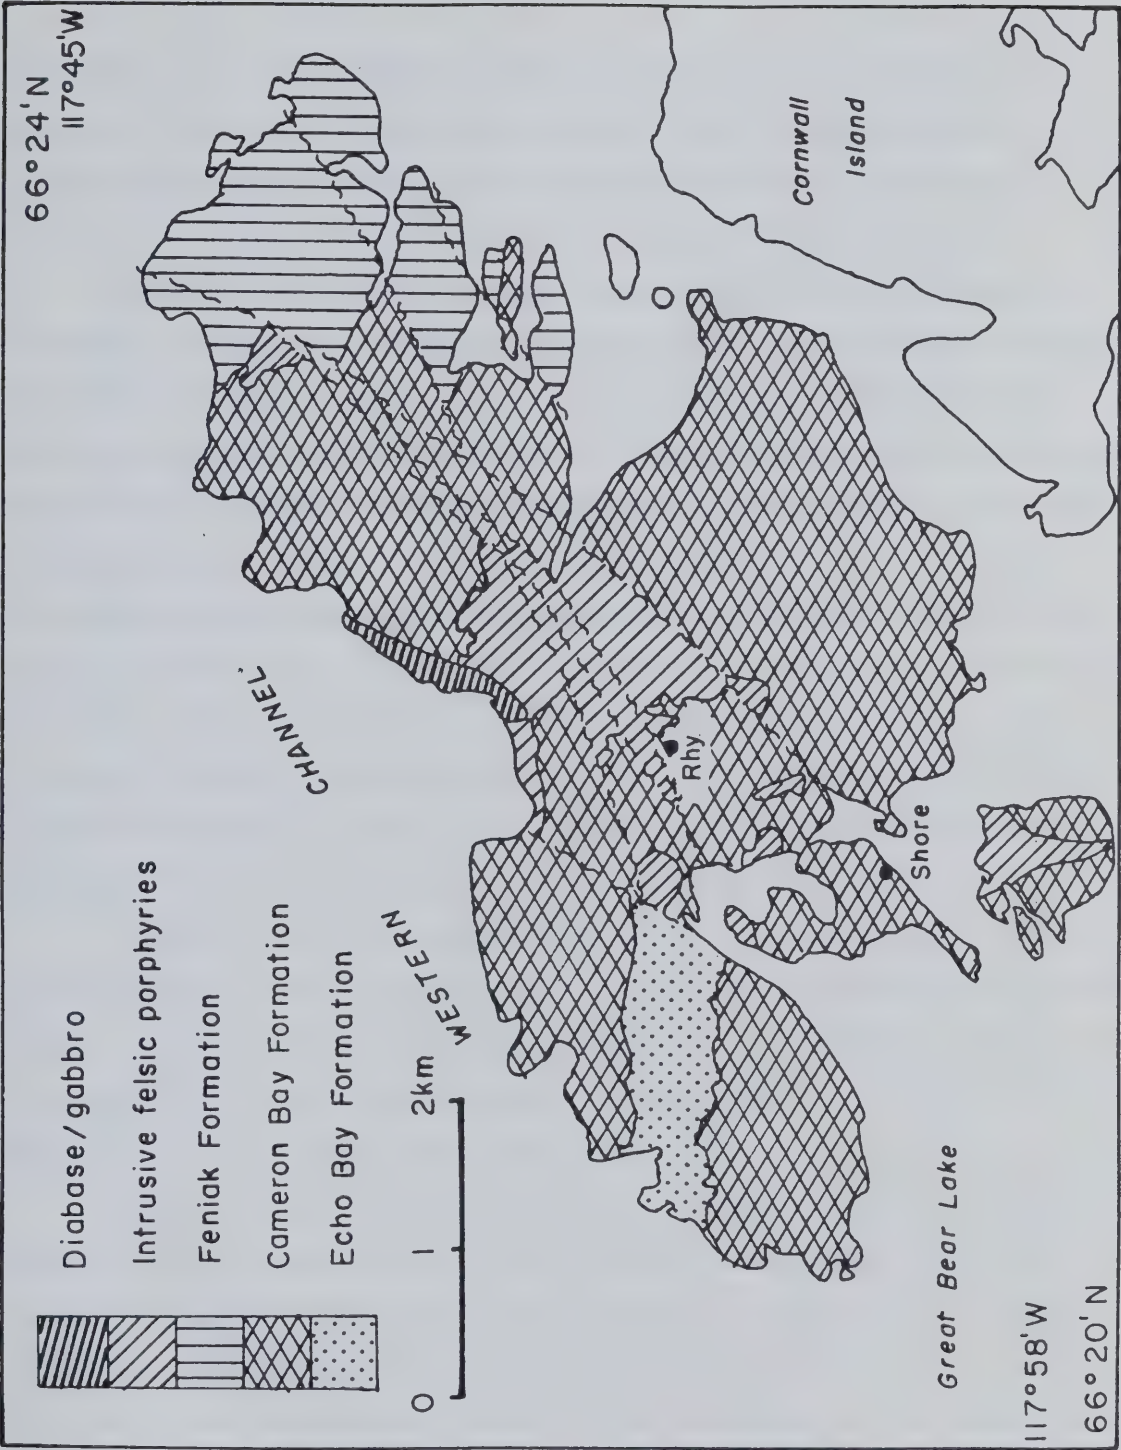 66°24'N
117°45'W
Diabase/gabbro
Intrusive felsic porphyries
Feniak Formation
Cameron Bay Formation
Echo Bay Formation
0 1 2km
WESTERN CHANNEL
Rhy.
Shore
Cornwall
Island
Great Bear Lake
117°58'W
66°20'N